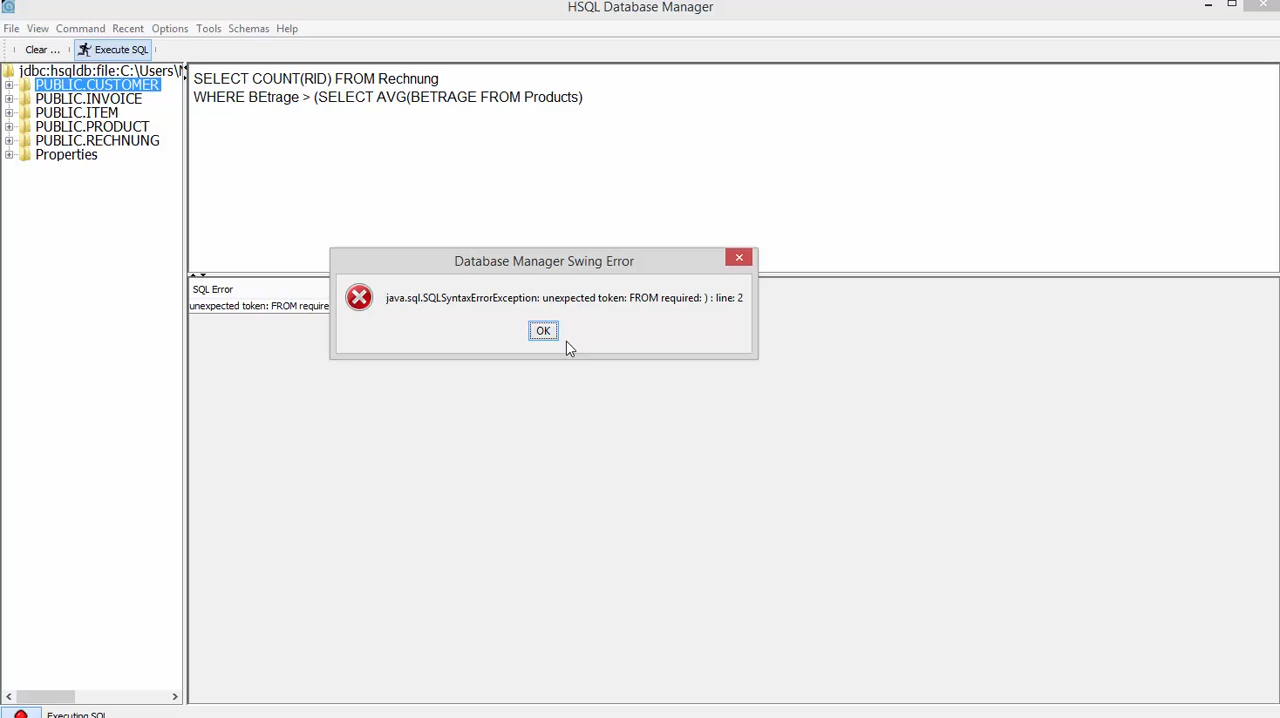 HSQL Database Manager
File View Command Recent Options Tools Schemas Help
Clear ... Execute SQL
jdbc:hsqldb:file:C:\Users\
PUBLIC.CUSTOMER
PUBLIC.INVOICE
PUBLIC.ITEM
PUBLIC.PRODUCT
PUBLIC.RECHNUNG
Properties
SELECT COUNT(RID) FROM Rechnung
WHERE BEtrage > (SELECT AVG(BETRAGE FROM Products)
Database Manager Swing Error
java.sql.SQLSyntaxErrorException: unexpected token: FROM required: ) : line: 2
OK
SQL Error
unexpected token: FROM require
Executing SQL